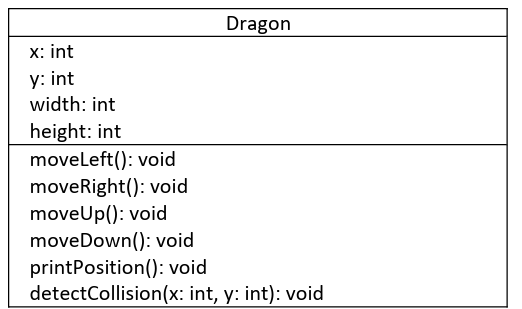 Dragon
x: int
y: int
width: int
height: int
moveLeft(): void
moveRight(): void
moveUp(): void
moveDown(): void
printPosition(): void
detectCollision(x: int, y: int): void